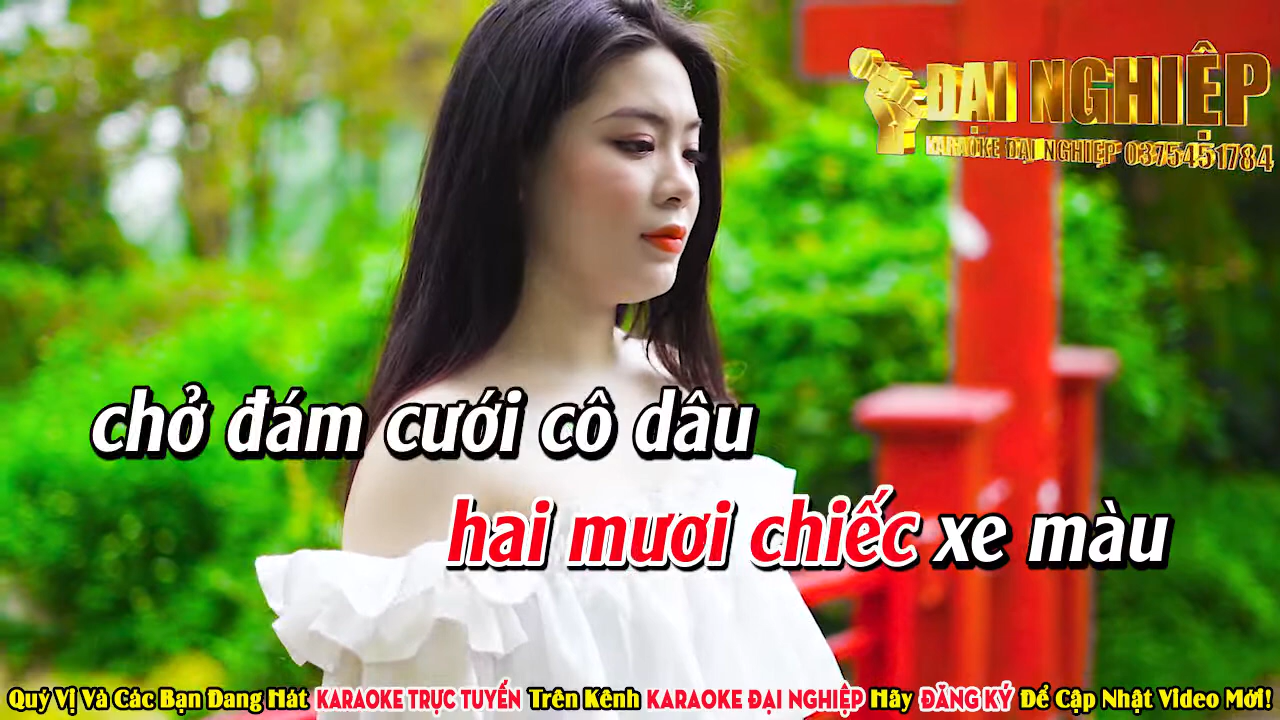 ĐẠI NGHIỆP
KARAOKE ĐẠI NGHIỆP 0375451784
chở đám cưới cô dâu
hai mươi chiếc xe màu
Quý Vị Và Các Bạn Đang Hát KARAOKE TRỰC TUYẾN Trên Kênh KARAOKE ĐẠI NGHIỆP Hãy ĐĂNG KÝ Để Cập Nhật Video Mới!